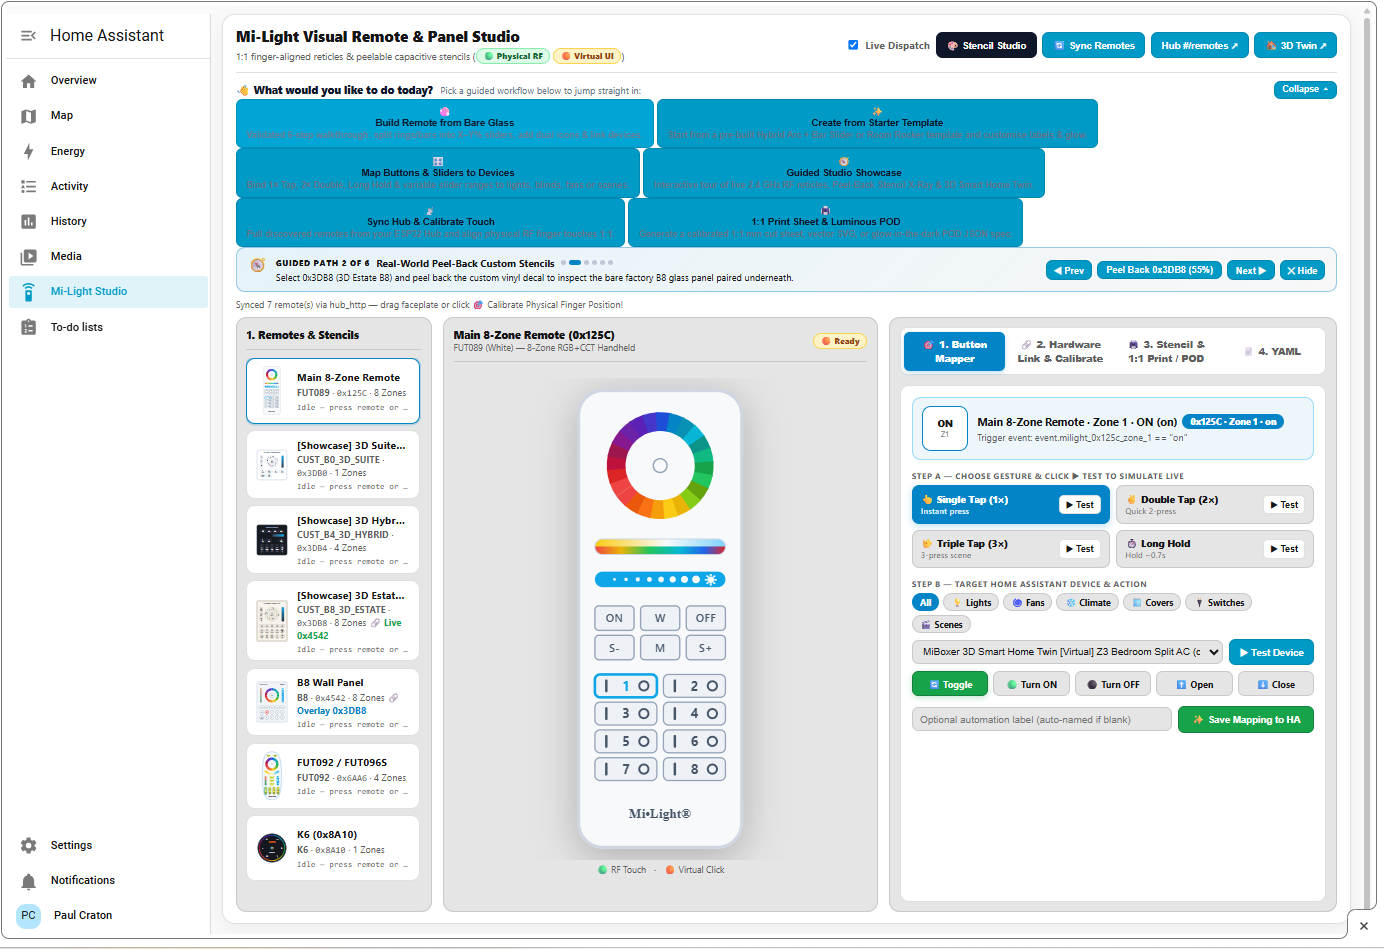 Home Assistant
Overview
Map
Energy
Activity
History
Media
Mi-Light Studio
To-do lists
Settings
Notifications
PC Paul Craton
Mi-Light Visual Remote & Panel Studio
1:1 finger-aligned reticles & peelable capacitive stencils ( Physical RF Virtual UI )
Live Dispatch
Stencil Studio
Sync Remotes
Hub #/remotes ↗
3D Twin ↗
What would you like to do today? Pick a guided workflow below to jump straight in:
Collapse
Build Remote from Bare Glass
Create from Starter Template
Map Buttons & Sliders to Devices
Guided Studio Showcase
Sync Hub & Calibrate Touch
1:1 Print Sheet & Luminous POD
GUIDED PATH 2 OF 6 Real-World Peel-Back Custom Stencils
Select 0x3DB8 (3D Estate B8) and peel back the custom vinyl decal to inspect the bare factory B8 glass panel paired underneath.
◀ Prev
Peel Back 0x3DB8 (55%)
Next ▶
✕ Hide
Synced 7 remote(s) via hub_http — drag faceplate or click 🎯 Calibrate Physical Finger Position!
1. Remotes & Stencils
Main 8-Zone Remote
FUT089 · 0x125C · 8 Zones
Idle — press remote or …
[Showcase] 3D Suite...
CUST_B0_3D_SUITE ·
0x3DB0 · 1 Zones
Idle — press remote or …
[Showcase] 3D Hybr...
CUST_B4_3D_HYBRID ·
0x3DB4 · 4 Zones
Idle — press remote or …
[Showcase] 3D Estat...
CUST_B8_3D_ESTATE ·
0x3DB8 · 8 Zones 🔗 Live
0x4542
Idle — press remote or …
B8 Wall Panel
B8 · 0x4542 · 8 Zones 🔗
Overlay 0x3DB8
Idle — press remote or …
FUT092 / FUT096S
FUT092 · 0x6AA6 · 4 Zones
Idle — press remote or …
K6 (0x8A10)
K6 · 0x8A10 · 1 Zones
Idle — press remote or …
Main 8-Zone Remote (0x125C)
FUT089 (White) — 8-Zone RGB+CCT Handheld
Ready
ON W OFF
S- M S+
1 2
3 4
5 6
7 8
Mi•Light®
RF Touch · Virtual Click
1. Button
Mapper
2. Hardware
Link & Calibrate
3. Stencil &
1:1 Print / POD
4. YAML
ON
Z1
Main 8-Zone Remote · Zone 1 · ON (on) 0x125C · Zone 1 · on
Trigger event: event.milight_0x125c_zone_1 == "on"
STEP A — CHOOSE GESTURE & CLICK ▶ TEST TO SIMULATE LIVE
Single Tap (1×)
Instant press
▶ Test
Double Tap (2×)
Quick 2-press
▶ Test
Triple Tap (3×)
3-press scene
▶ Test
Long Hold
Hold ~0.7s
▶ Test
STEP B — TARGET HOME ASSISTANT DEVICE & ACTION
All
Lights
Fans
Climate
Covers
Switches
Scenes
MiBoxer 3D Smart Home Twin [Virtual] Z3 Bedroom Split AC (c
▶ Test Device
Toggle
Turn ON
Turn OFF
Open
Close
Optional automation label (auto-named if blank)
Save Mapping to HA